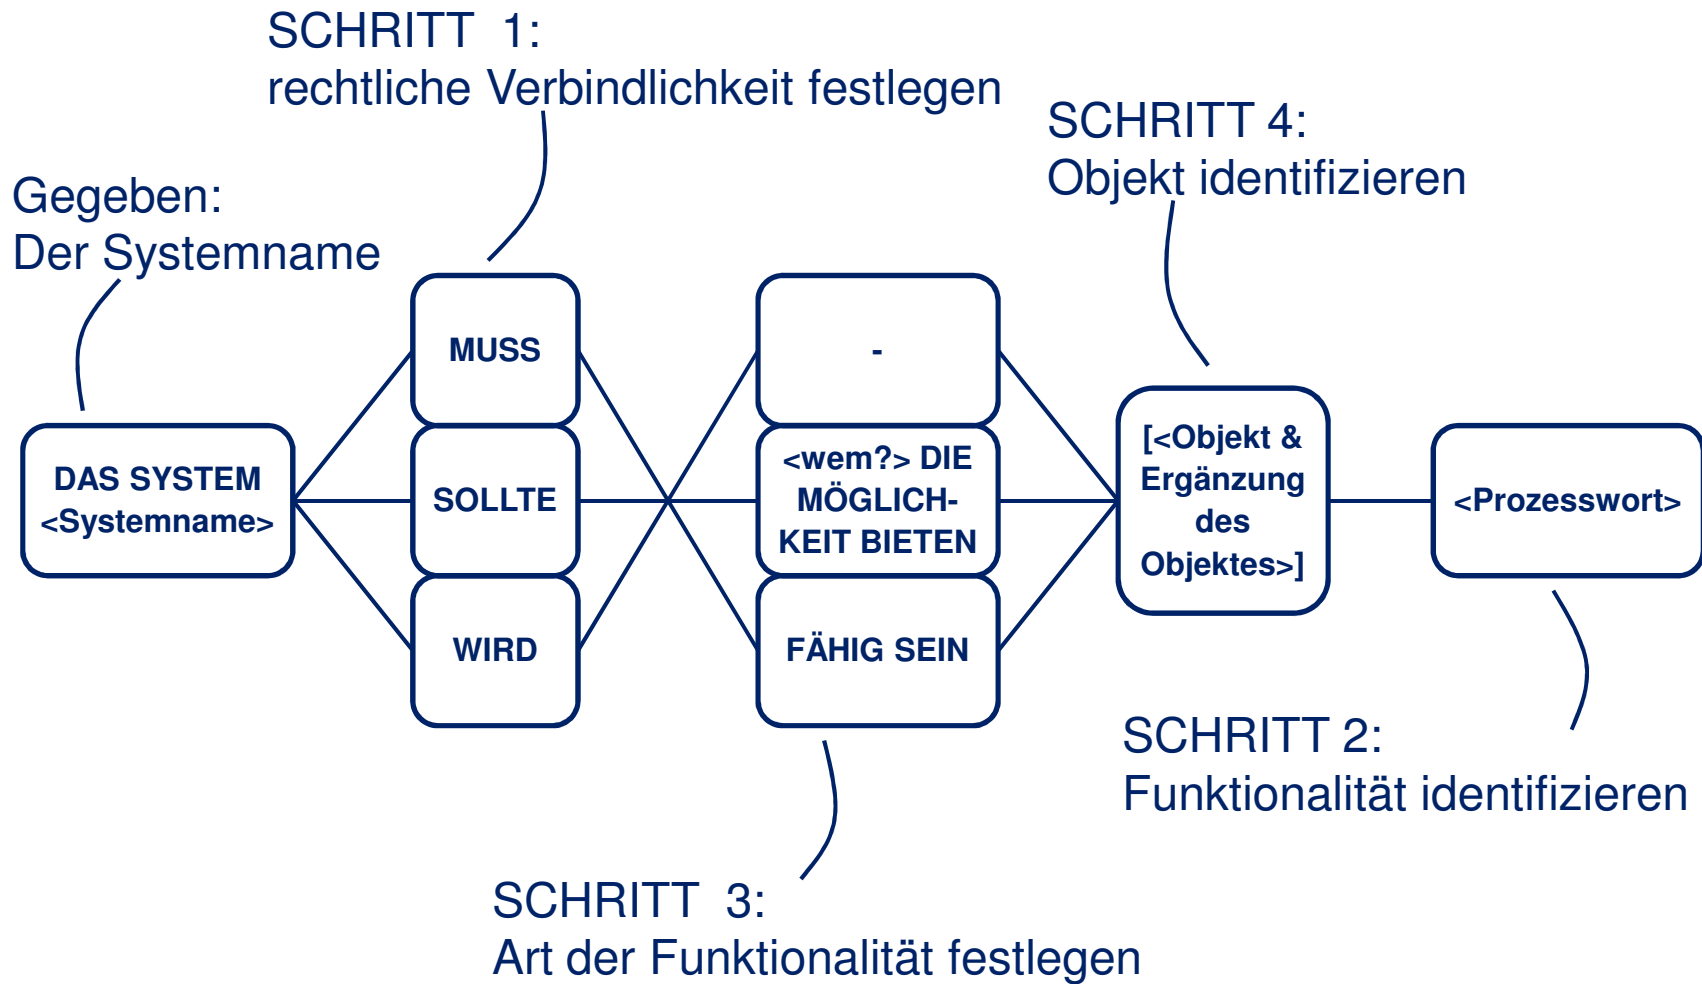 SCHRITT 1:
rechtliche Verbindlichkeit festlegen
SCHRITT 4:
Objekt identifizieren
Gegeben:
Der Systemname
DAS SYSTEM
<Systemname>
MUSS
SOLLTE
WIRD
-
<wem?> DIE
MÖGLICH-
KEIT BIETEN
FÄHIG SEIN
[<Objekt &
Ergänzung
des
Objektes>]
<Prozesswort>
SCHRITT 2:
Funktionalität identifizieren
SCHRITT 3:
Art der Funktionalität festlegen